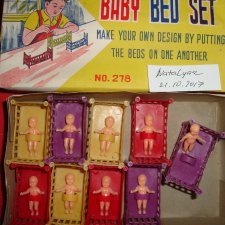 BABY BED SET
MAKE YOUR OWN DESIGN BY PUTTING
THE BEDS ON ONE ANOTHER
NO. 278
NataLyan
21.10.2017